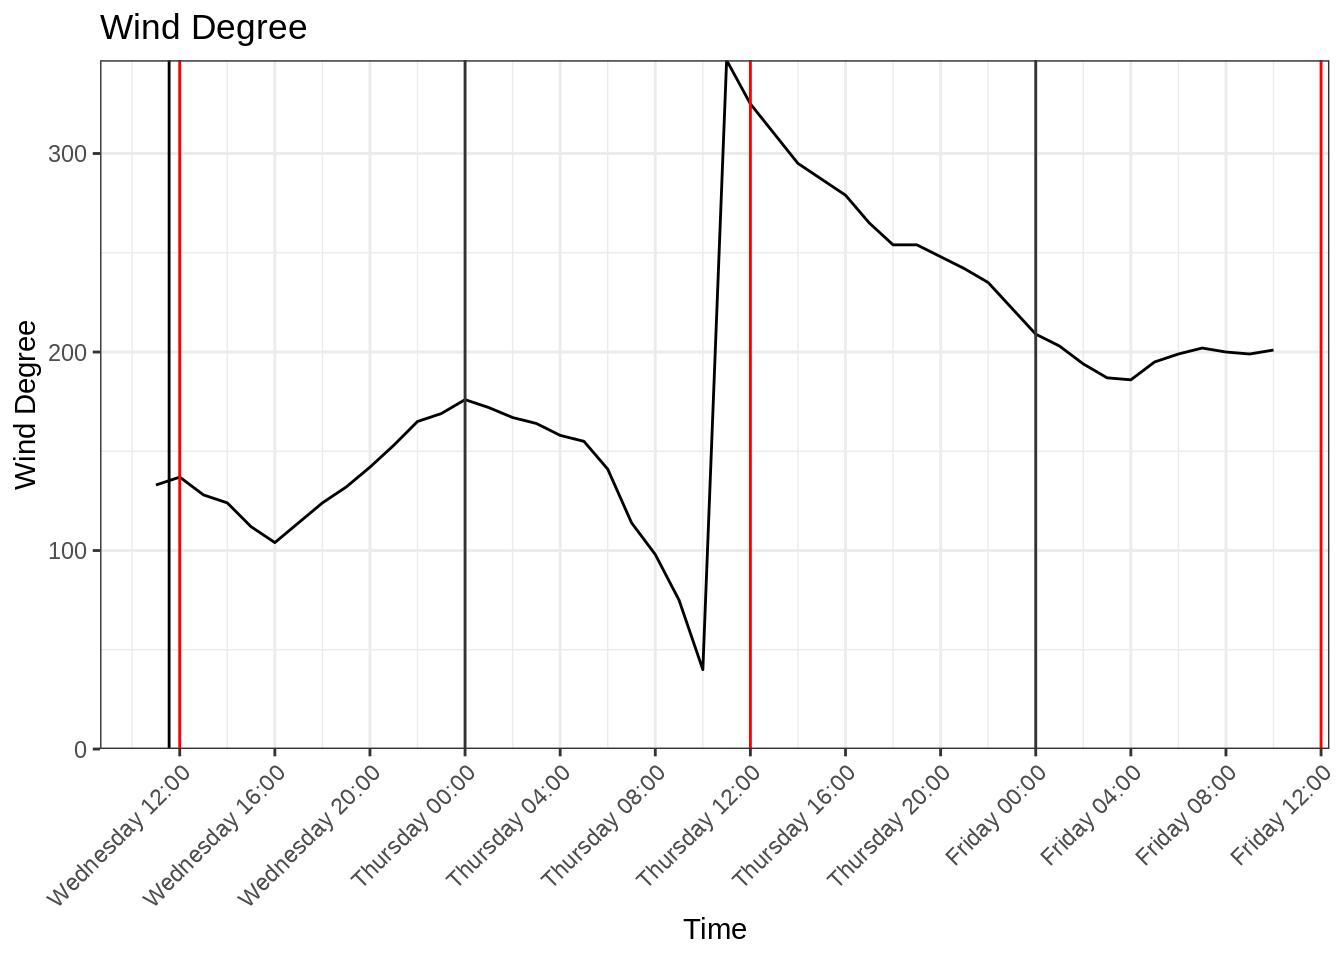 Wind Degree
Wind Degree
300
200
100
0
Wednesday 12:00
Wednesday 16:00
Wednesday 20:00
Thursday 00:00
Thursday 04:00
Thursday 08:00
Thursday 12:00
Thursday 16:00
Thursday 20:00
Friday 00:00
Friday 04:00
Friday 08:00
Friday 12:00
Time